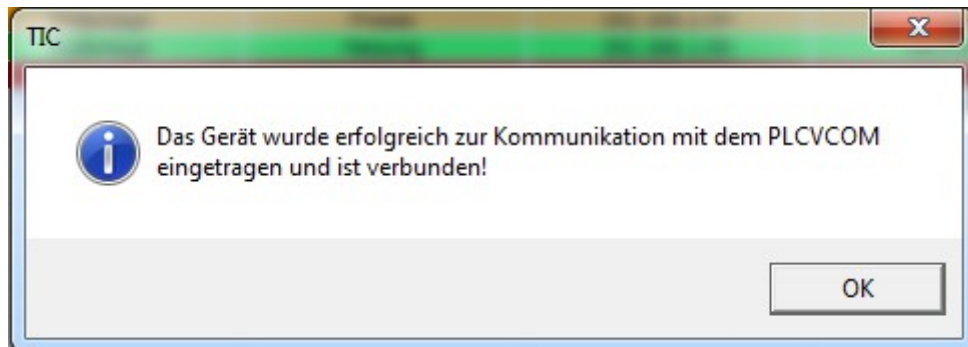 TIC
Das Gerät wurde erfolgreich zur Kommunikation mit dem PLCVCOM
eingetragen und ist verbunden!
OK